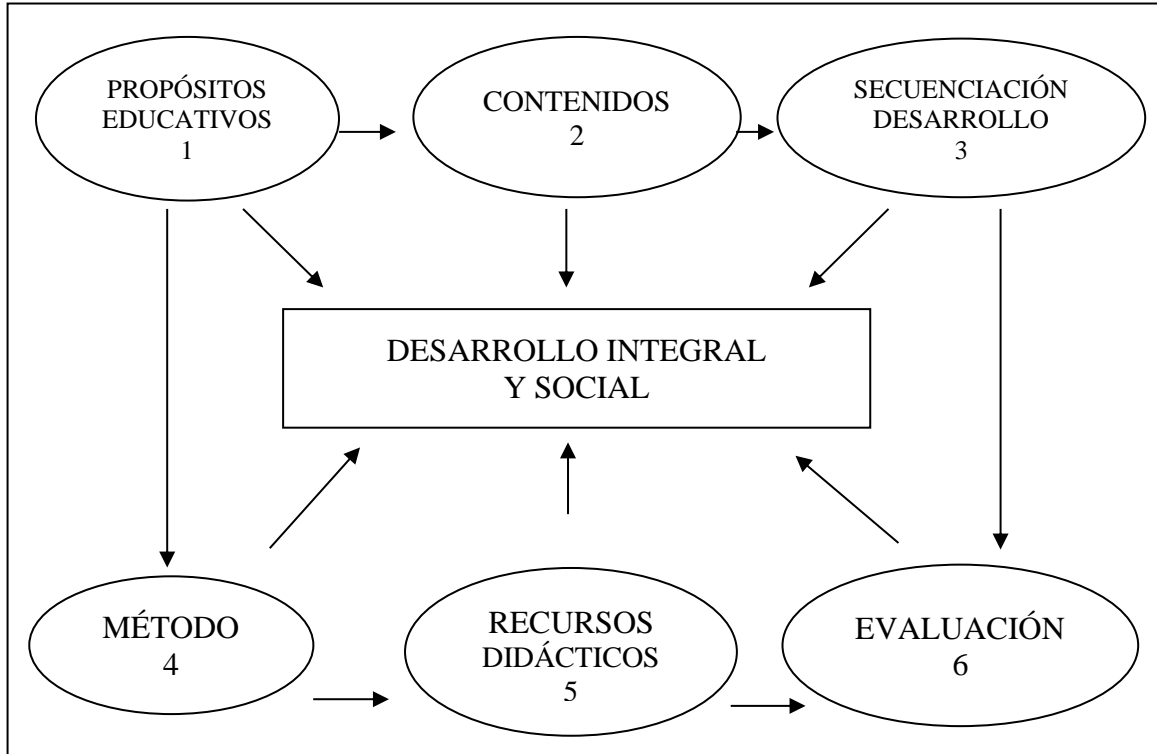 PROPÓSITOS
EDUCATIVOS
1
CONTENIDOS
2
SECUENCIACIÓN
DESARROLLO
3
DESARROLLO INTEGRAL
Y SOCIAL
MÉTODO
4
RECURSOS
DIDÁCTICOS
5
EVALUACIÓN
6